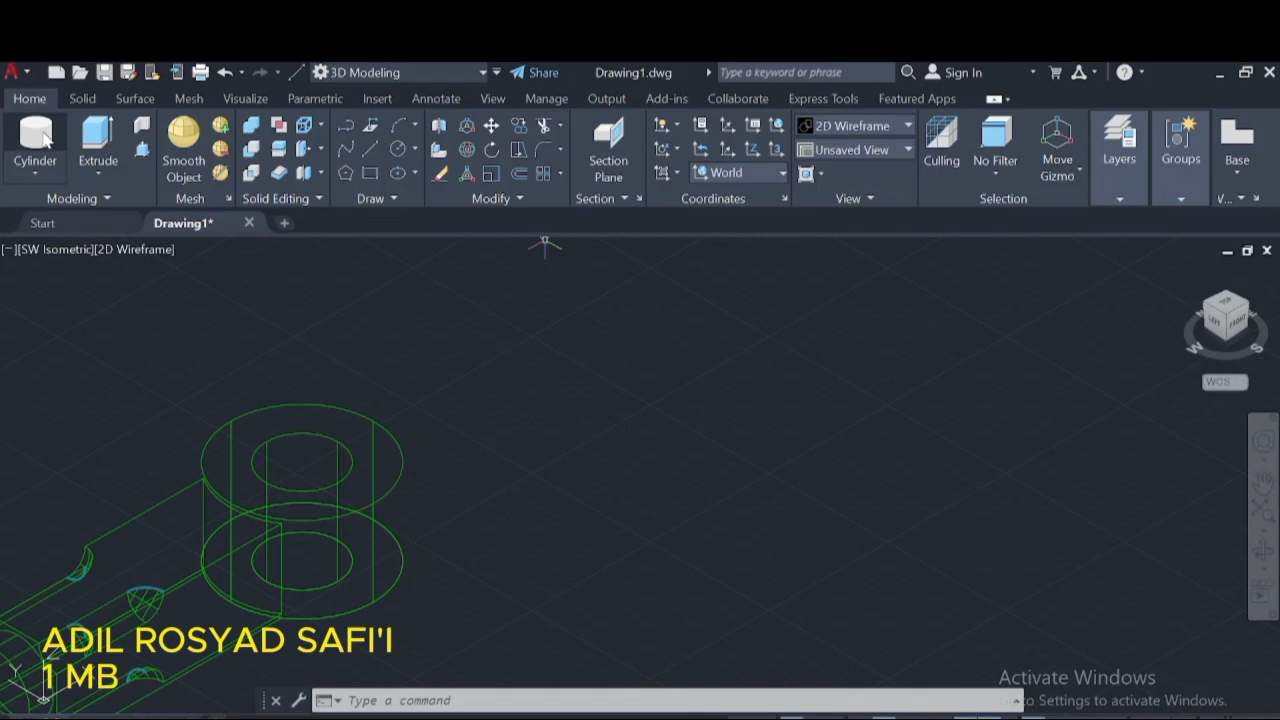 3D Modeling
Share
Drawing1.dwg
Type a keyword or phrase
Sign In
Home Solid Surface Mesh Visualize Parametric Insert Annotate View Manage Output Add-ins Collaborate Express Tools Featured Apps
Cylinder
Extrude
Smooth
Object
Section
Plane
2D Wireframe
Unsaved View
World
Culling
No Filter
Move
Gizmo
Layers
Groups
Base
Modeling Mesh Solid Editing Draw Modify Section Coordinates View Selection V...
Start
Drawing1*
[−][SW Isometric][2D Wireframe]
TOP
LEFT
FRONT
W
S
WCS
ADIL ROSYAD SAFI'I
1 MB
Y
Type a command
Activate Windows
to Settings to activate Windows.